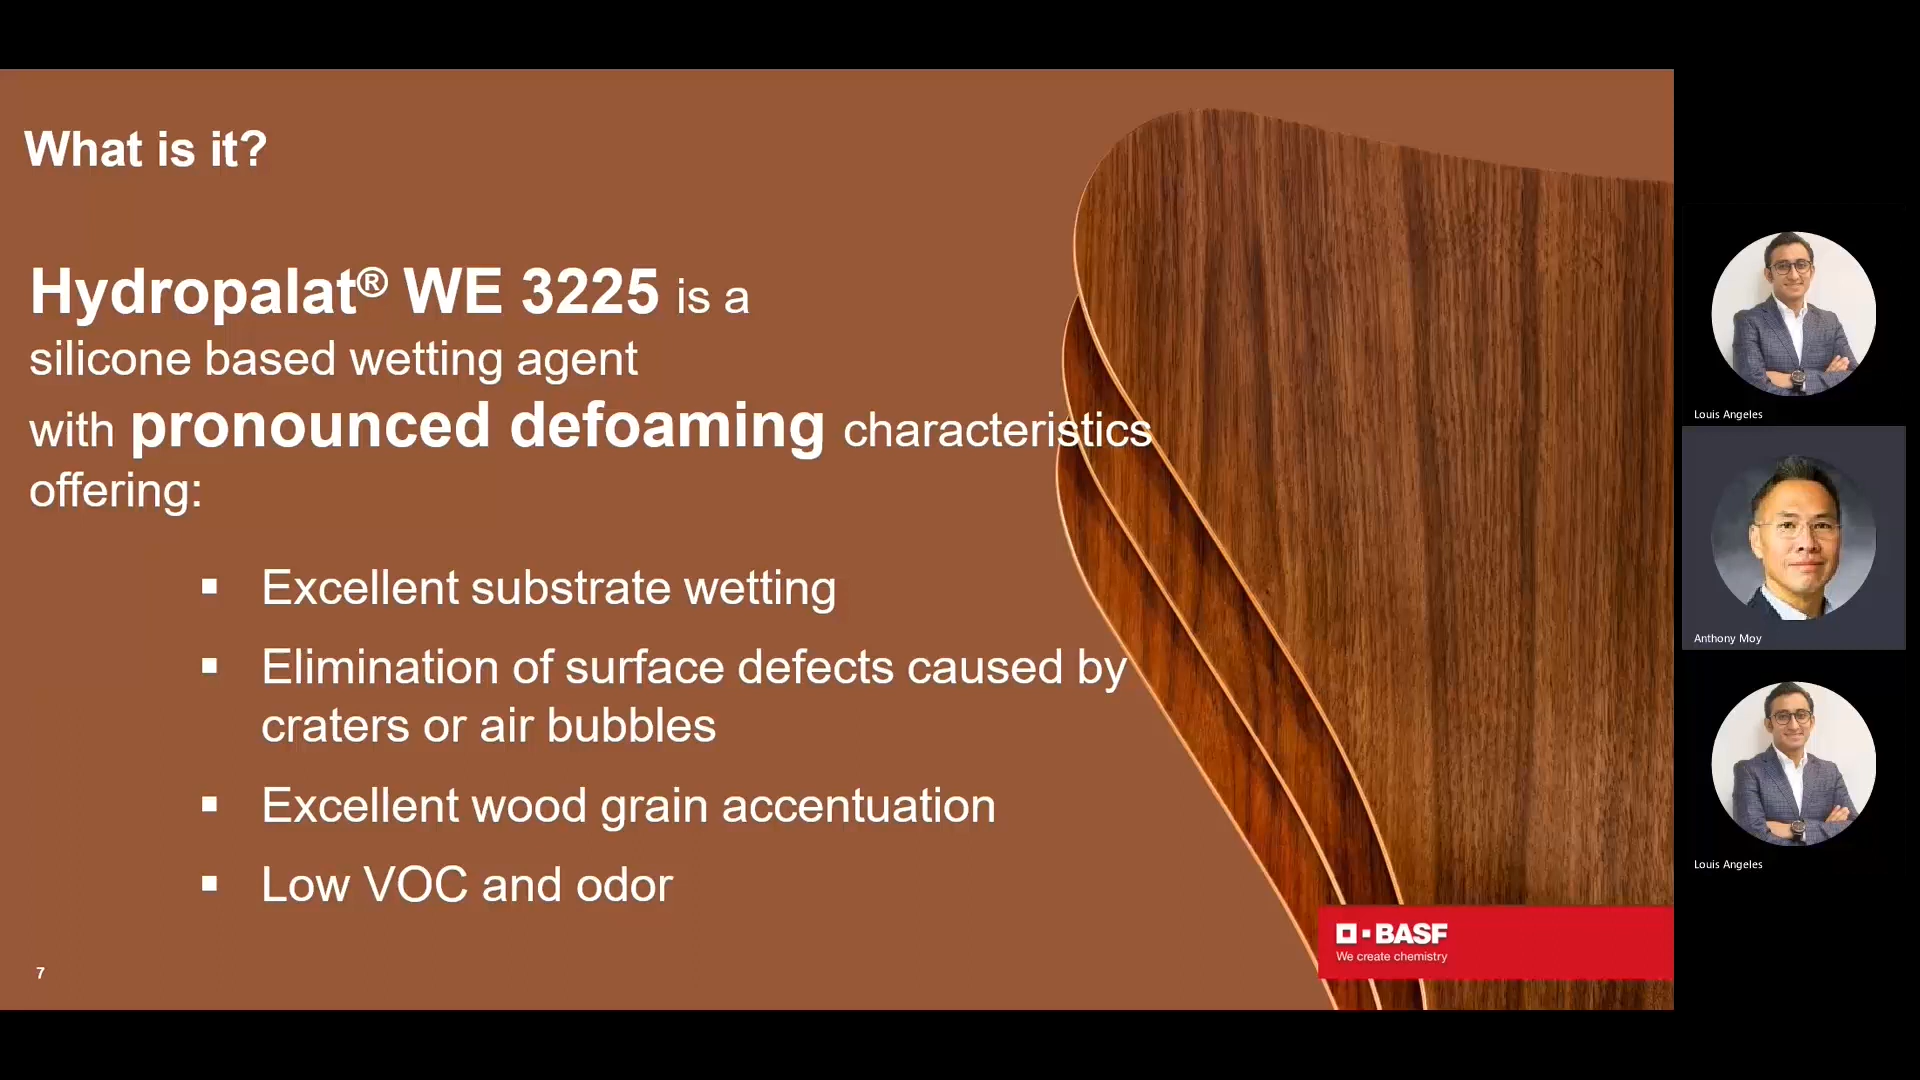 What is it?
Hydropalat® WE 3225 is a
silicone based wetting agent
with pronounced defoaming characteristics
offering:
▪ Excellent substrate wetting
▪ Elimination of surface defects caused by
craters or air bubbles
▪ Excellent wood grain accentuation
▪ Low VOC and odor
7
BASF
We create chemistry
Louis Angeles
Anthony Moy
Louis Angeles